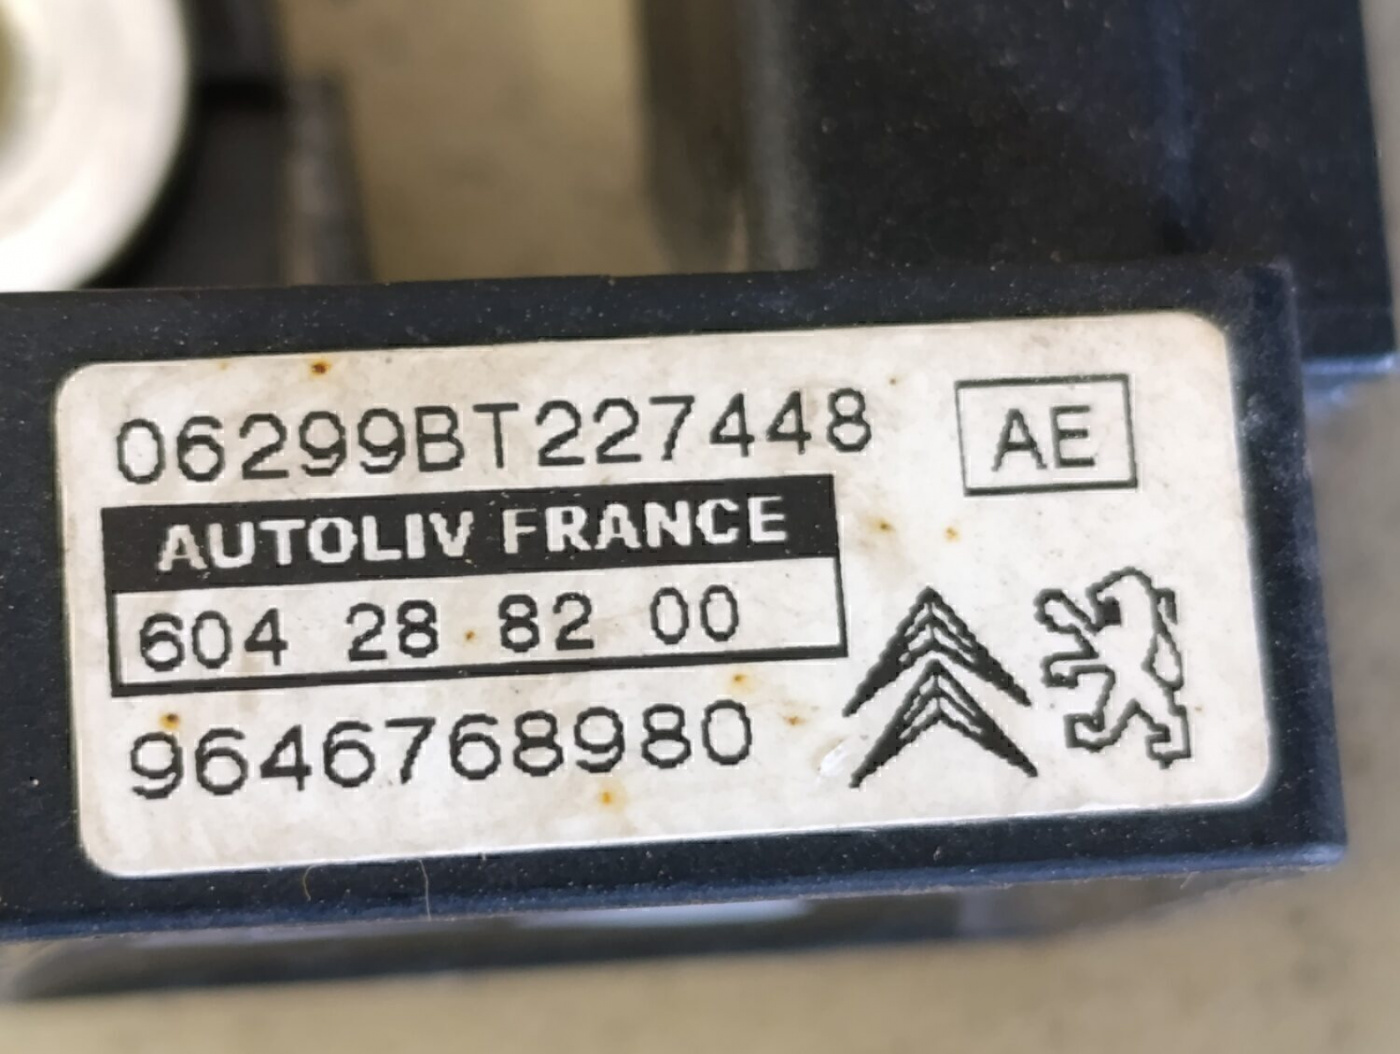 06299BT227448
AE
AUTOLIV FRANCE
604 28 82 00
9646768980